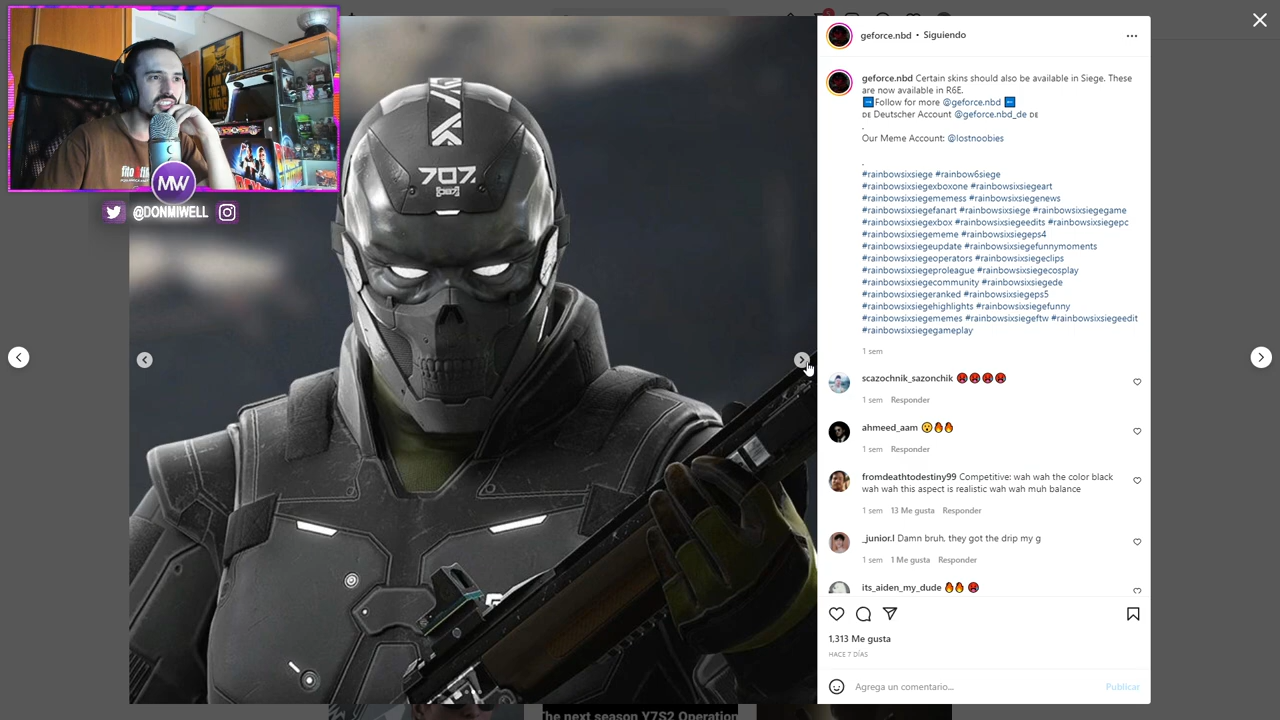 geforce.nbd • Siguiendo
geforce.nbd Certain skins should also be available in Siege. These
are now available in R6E.
➡️Follow for more @geforce.nbd ⬅️
DE Deutscher Account @geforce.nbd_de DE
.
Our Meme Account: @lostnoobies
.
#rainbowsixsiege #rainbow6siege
#rainbowsixsiegexboxone #rainbowsixsiegeart
#rainbowsixsiegememess #rainbowsixsiegenews
#rainbowsixsiegefanart #rainbowsixsiege #rainbowsixsiegegame
#rainbowsixsiegexbox #rainbowsixsiegeedits #rainbowsixsiegepc
#rainbowsixsiegememe #rainbowsixsiegeps4
#rainbowsixsiegeupdate #rainbowsixsiegefunnymoments
#rainbowsixsiegeoperators #rainbowsixsiegeclips
#rainbowsixsiegeproleague #rainbowsixsiegecosplay
#rainbowsixsiegecommunity #rainbowsixsiegede
#rainbowsixsiegeranked #rainbowsixsiegeps5
#rainbowsixsiegehighlights #rainbowsixsiegefunny
#rainbowsixsiegememes #rainbowsixsiegeftw #rainbowsixsiegeedit
#rainbowsixsiegegameplay
1 sem
scazochnik_sazonchik 👹👹👹👹
1 sem Responder
ahmeed_aam 😮🔥🔥
1 sem Responder
fromdeathtodestiny99 Competitive: wah wah the color black
wah wah this aspect is realistic wah wah muh balance
1 sem 13 Me gusta Responder
_junior.l Damn bruh, they got the drip my g
1 sem 1 Me gusta Responder
its_aiden_my_dude 🔥🔥 👹
1,313 Me gusta
HACE 7 DÍAS
Agrega un comentario...
Publicar
MW
@DONMIWELL
707
The next season Y7S2 Operation